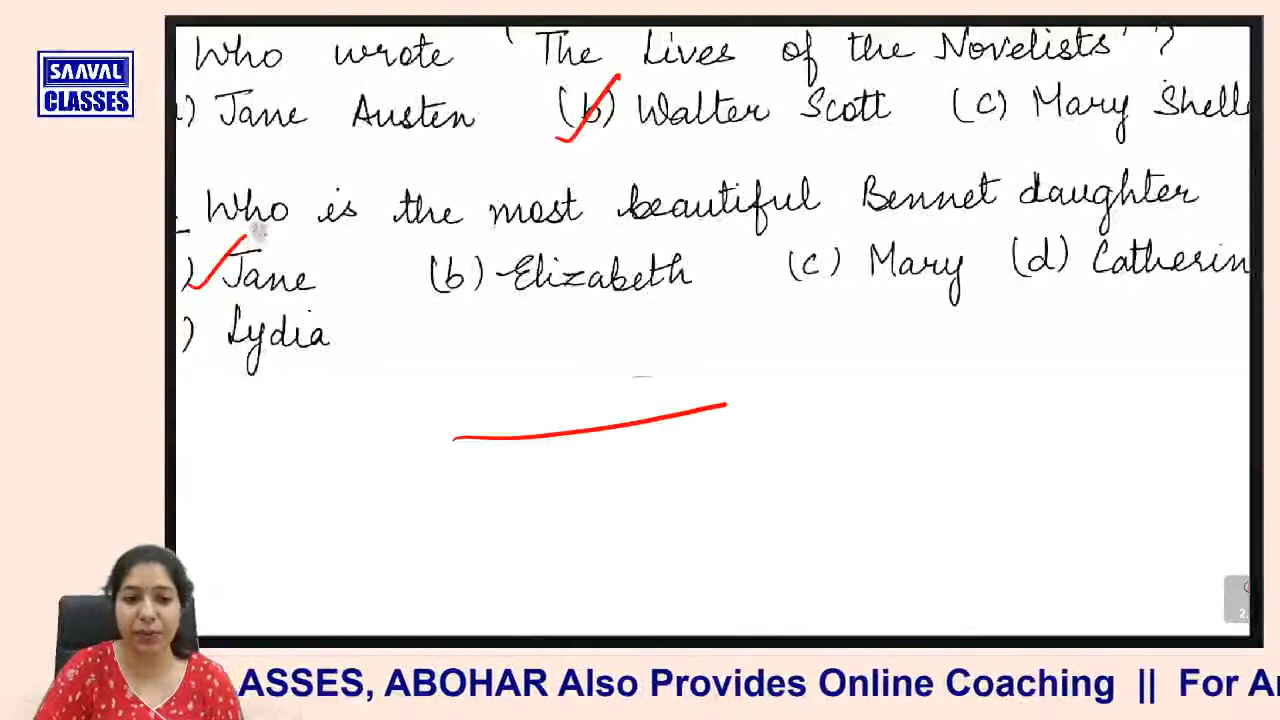 SAAVAL
CLASSES
Who wrote 'The Lives of the Novelists'?
) Jane Austen (b) Walter Scott (c) Mary Shell
Who is the most beautiful Bennet daughter
) Jane (b) Elizabeth (c) Mary (d) Catherin
) Lydia
ASSES, ABOHAR Also Provides Online Coaching || For An